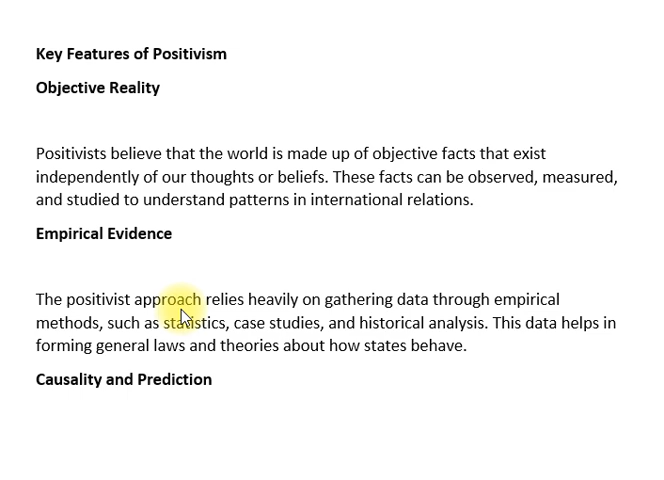 Key Features of Positivism
Objective Reality
Positivists believe that the world is made up of objective facts that exist
independently of our thoughts or beliefs. These facts can be observed, measured,
and studied to understand patterns in international relations.
Empirical Evidence
The positivist approach relies heavily on gathering data through empirical
methods, such as statistics, case studies, and historical analysis. This data helps in
forming general laws and theories about how states behave.
Causality and Prediction